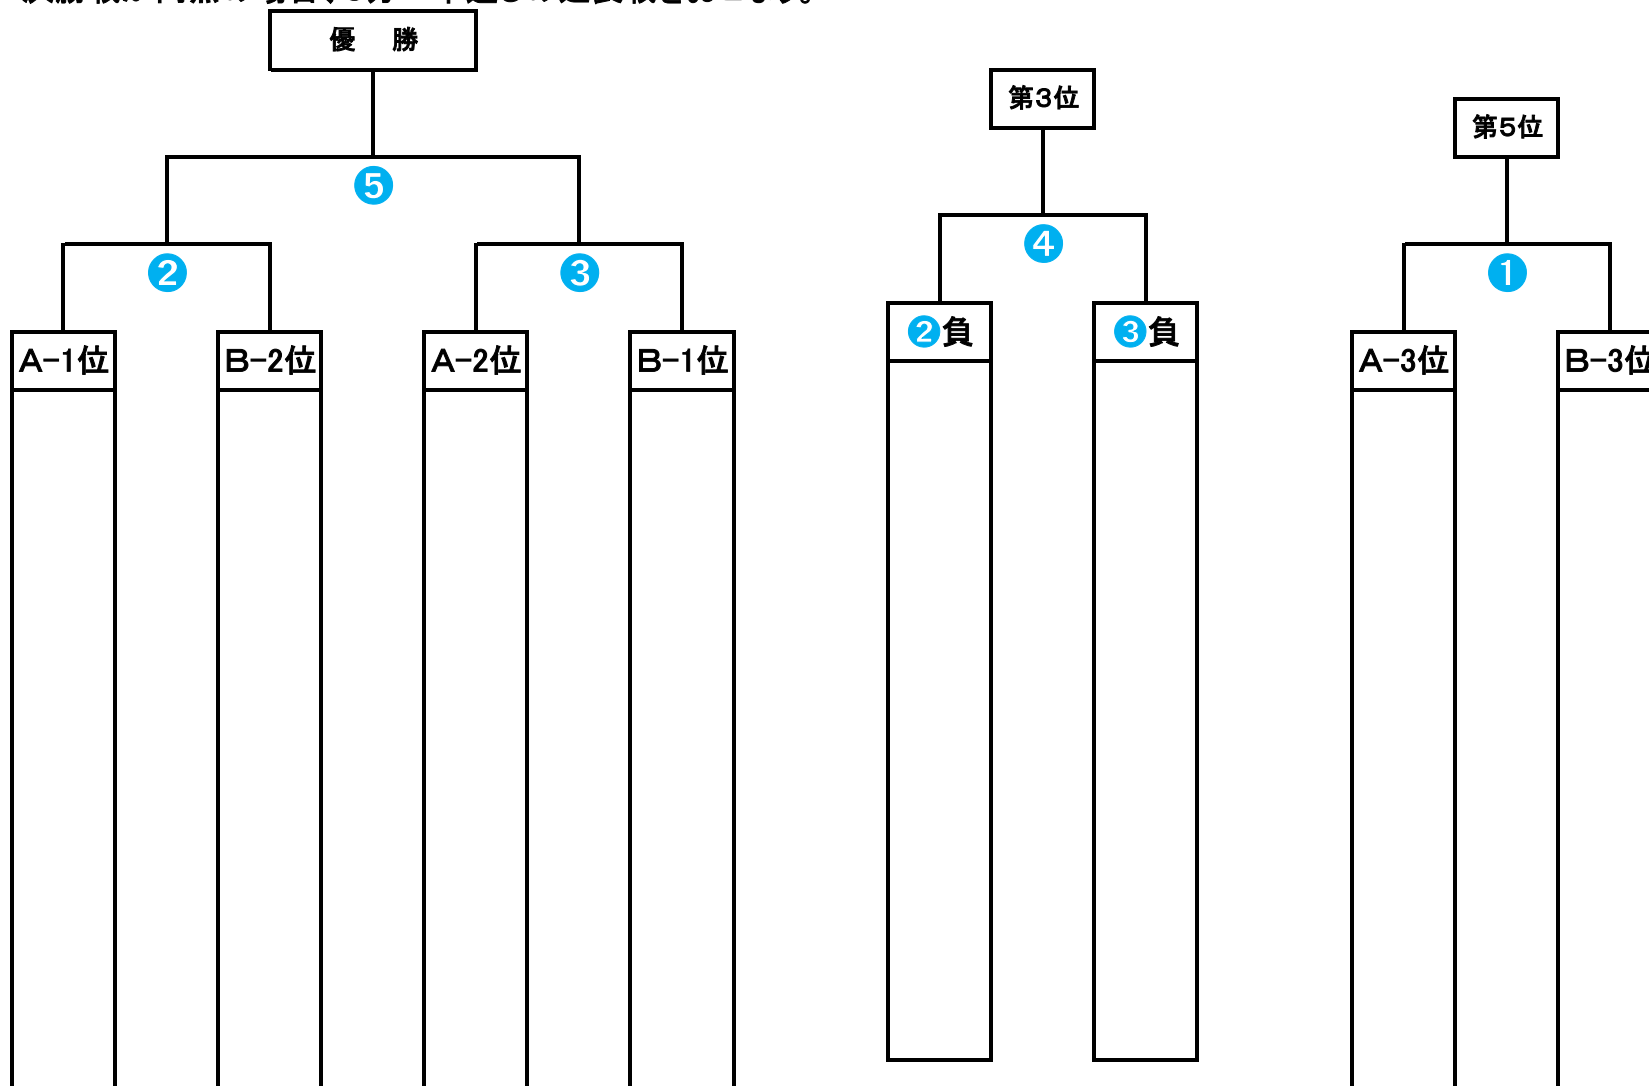 優　勝
第3位
第5位
❺
❷
❸
❹
❶
A-1位
B-2位
A-2位
B-1位
❷負
❸負
A-3位
B-3位